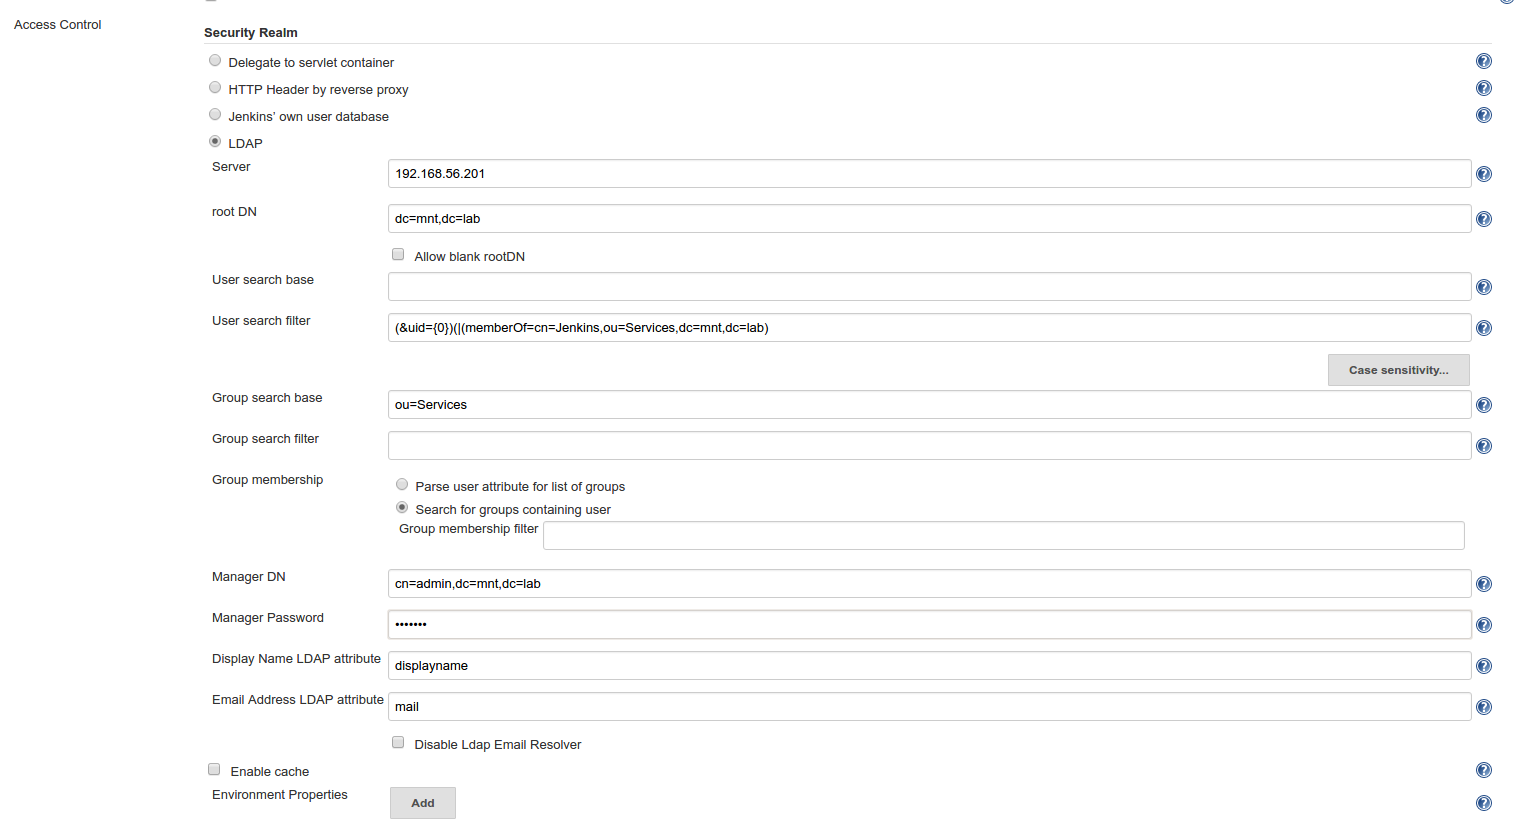 Access Control
Security Realm
Delegate to servlet container
HTTP Header by reverse proxy
Jenkins' own user database
LDAP
Server
192.168.56.201
root DN
dc=mnt,dc=lab
Allow blank rootDN
User search base
User search filter
(&uid={0})(|(memberOf=cn=Jenkins,ou=Services,dc=mnt,dc=lab)
Case sensitivity...
Group search base
ou=Services
Group search filter
Group membership
Parse user attribute for list of groups
Search for groups containing user
Group membership filter
Manager DN
cn=admin,dc=mnt,dc=lab
Manager Password
•••••••
Display Name LDAP attribute
displayname
Email Address LDAP attribute
mail
Disable Ldap Email Resolver
Enable cache
Environment Properties
Add